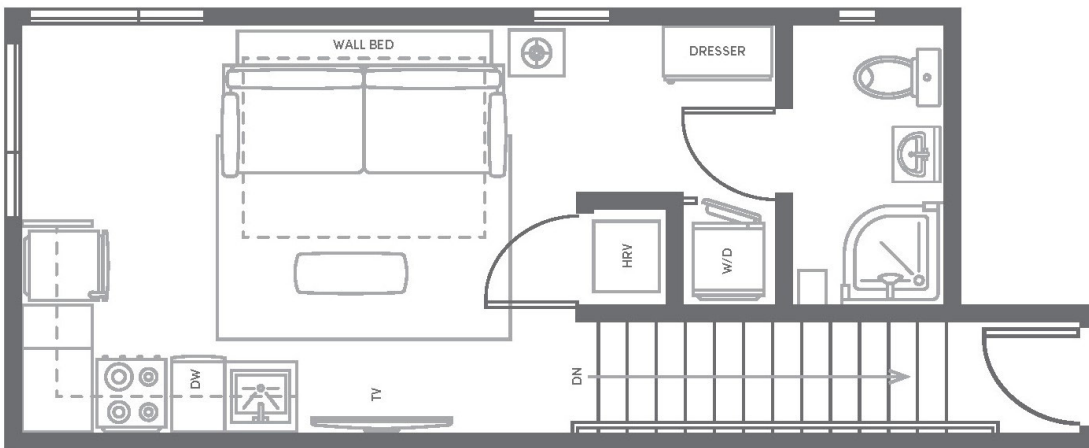 WALL BED
DRESSER
HRV
W/D
DW
TV
DN